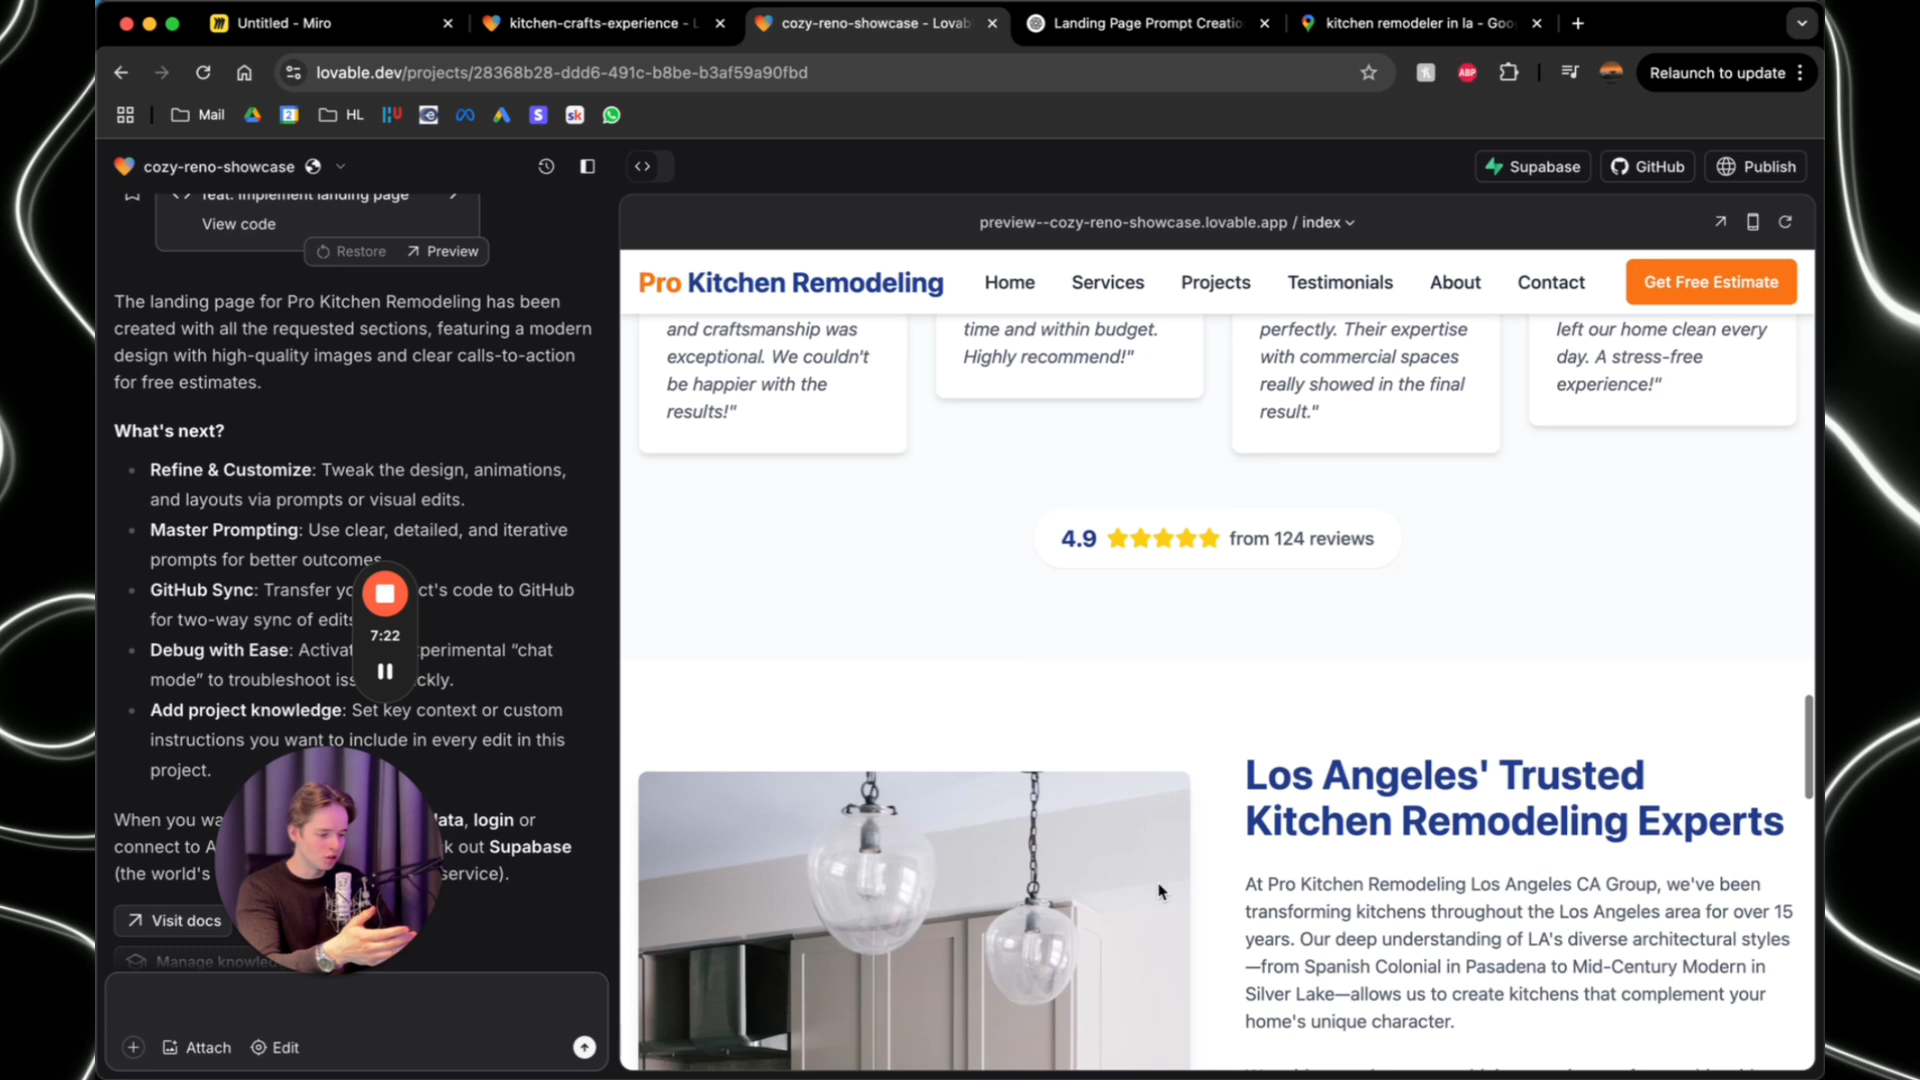 Untitled - Miro
kitchen-crafts-experience - L
cozy-reno-showcase - Lovab
Landing Page Prompt Creatio
kitchen remodeler in la - Goo
lovable.dev/projects/28368b28-ddd6-491c-b8be-b3af59a90fbd
ABP
Relaunch to update
Mail
HL
sk
cozy-reno-showcase
Supabase
GitHub
Publish
feat: Implement landing page
View code
Restore
Preview
The landing page for Pro Kitchen Remodeling has been
created with all the requested sections, featuring a modern
design with high-quality images and clear calls-to-action
for free estimates.
What's next?
Refine & Customize: Tweak the design, animations,
and layouts via prompts or visual edits.
Master Prompting: Use clear, detailed, and iterative
prompts for better outcomes.
GitHub Sync: Transfer yo ct's code to GitHub
for two-way sync of edits
Debug with Ease: Activat perimental “chat
mode” to troubleshoot iss ckly.
Add project knowledge: Set key context or custom
instructions you want to include in every edit in this
project.
When you wa ata, login or
connect to A k out Supabase
(the world's service).
Visit docs
Manage knowled
Attach
Edit
7:22
preview--cozy-reno-showcase.lovable.app / index
Pro Kitchen Remodeling
Home
Services
Projects
Testimonials
About
Contact
Get Free Estimate
and craftsmanship was
exceptional. We couldn't
be happier with the
results!"
time and within budget.
Highly recommend!"
perfectly. Their expertise
with commercial spaces
really showed in the final
result."
left our home clean every
day. A stress-free
experience!"
4.9 from 124 reviews
Los Angeles' Trusted
Kitchen Remodeling Experts
At Pro Kitchen Remodeling Los Angeles CA Group, we've been
transforming kitchens throughout the Los Angeles area for over 15
years. Our deep understanding of LA's diverse architectural styles
—from Spanish Colonial in Pasadena to Mid-Century Modern in
Silver Lake—allows us to create kitchens that complement your
home's unique character.